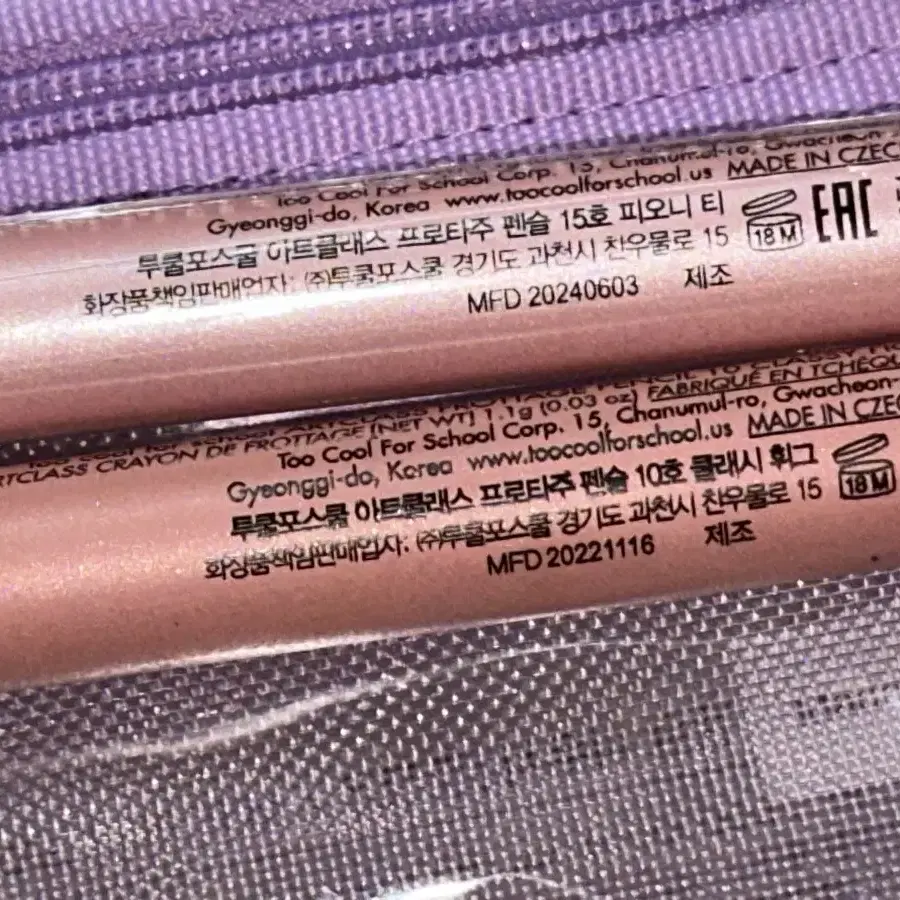 Too Cool For School Corp. 15, Chanumul-ro, Gwacheon-
Gyeonggi-do, Korea www.toocoolforschool.us MADE IN CZEC
투쿨포스쿨 아트클래스 프로타주 펜슬 15호 피오니 티
18 M EAC
화장품책임판매업자: (주)투쿨포스쿨 경기도 과천시 찬우물로 15
MFD 20240603 제조
RTCLASS CRAYON DE FROTTAGE [NET WT] 1.1g (0.03 oz) FABRIQUÉ EN TCHÉQU
Too Cool For School Corp. 15, Chanumul-ro, Gwacheon-
Gyeonggi-do, Korea www.toocoolforschool.us MADE IN CZEC
투쿨포스쿨 아트클래스 프로타주 펜슬 10호 클래시 휘그
18 M
화장품책임판매업자: (주)투쿨포스쿨 경기도 과천시 찬우물로 15
MFD 20221116 제조